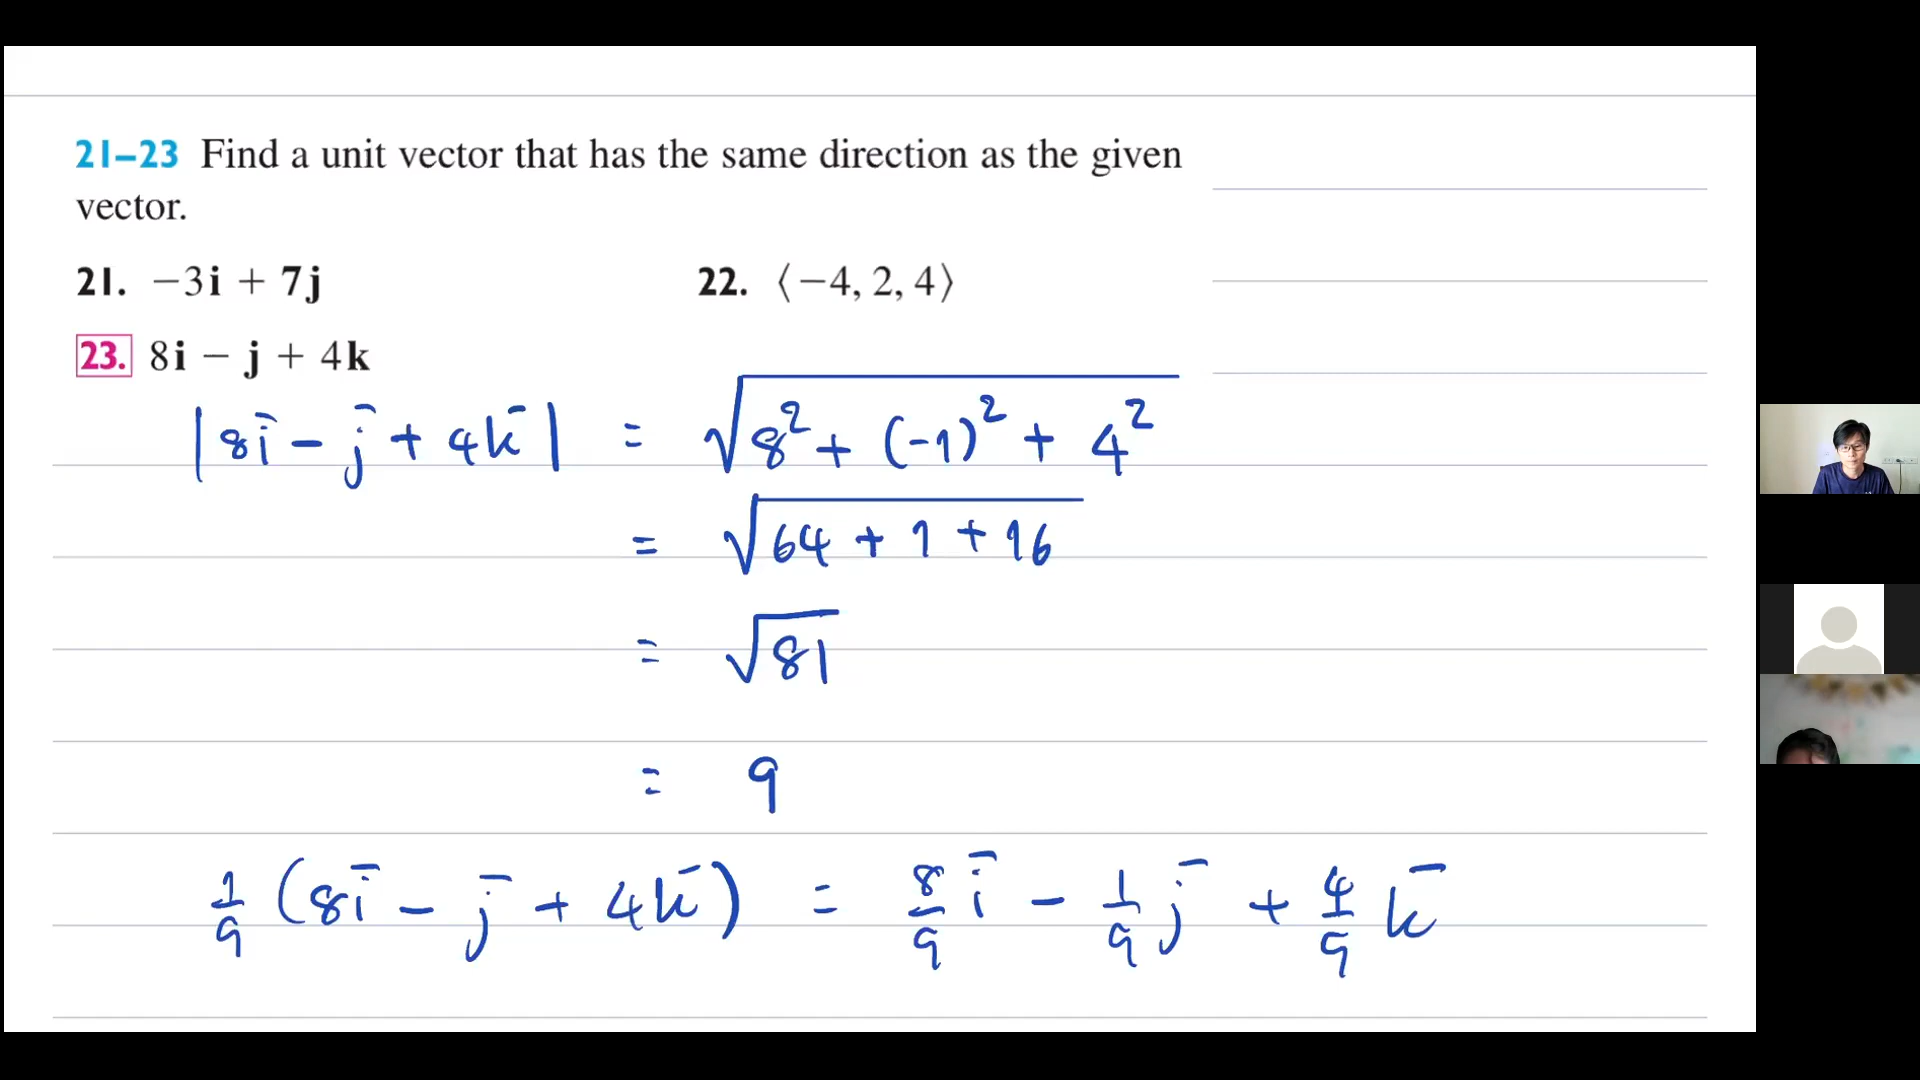 21–23 Find a unit vector that has the same direction as the given
vector.
21. −3i + 7j 22. ⟨−4, 2, 4⟩
23. 8i − j + 4k
|8i̅ − j̅ + 4k̅| = √(8² + (-1)² + 4²)
= √(64 + 1 + 16)
= √81
= 9
1/9 (8i̅ − j̅ + 4k̅) = 8/9 i̅ − 1/9 j̅ + 4/9 k̅